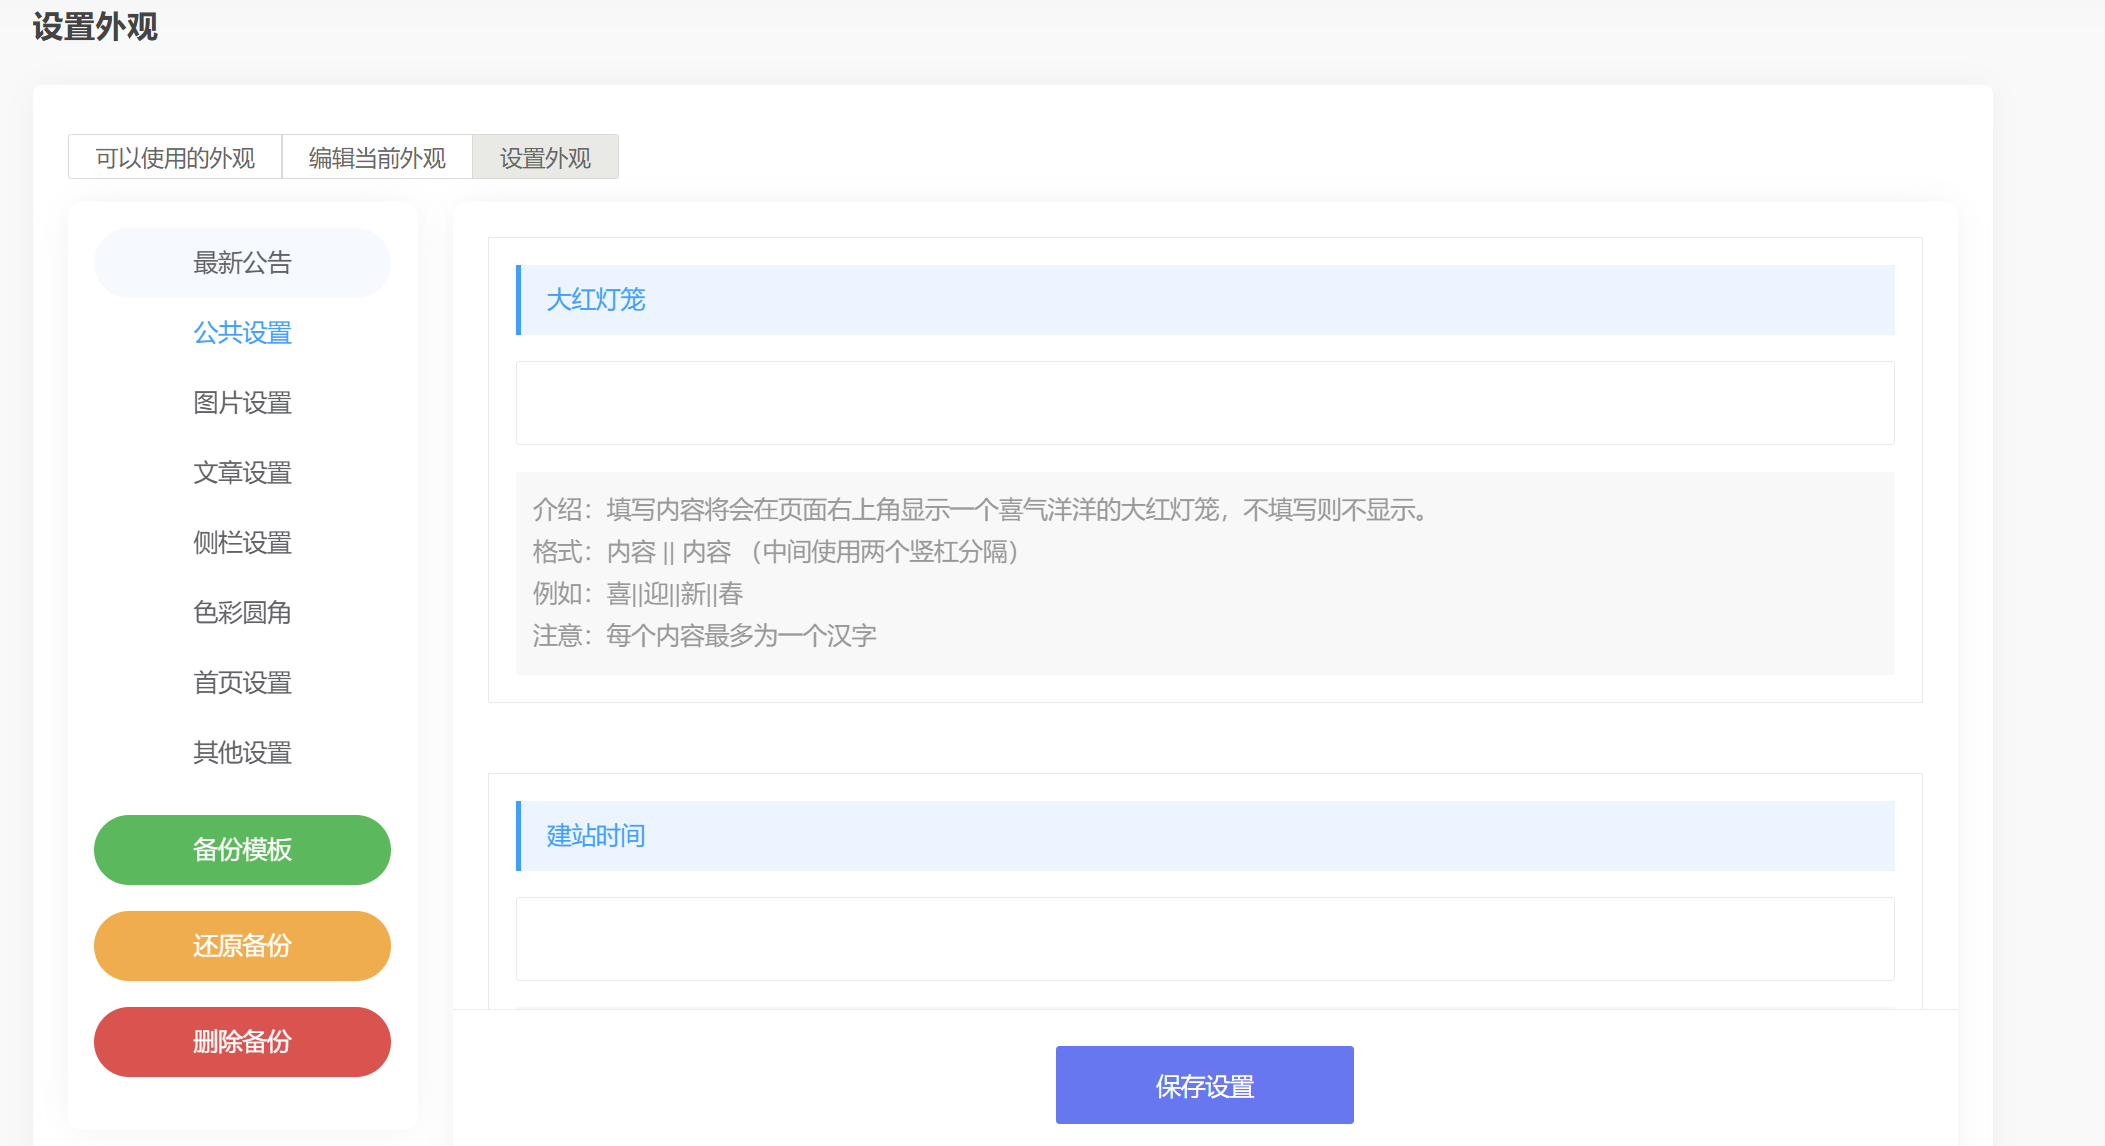 设置外观
可以使用的外观 编辑当前外观 设置外观
最新公告
公共设置
图片设置
文章设置
侧栏设置
色彩圆角
首页设置
其他设置
备份模板
还原备份
删除备份
大红灯笼
介绍：填写内容将会在页面右上角显示一个喜气洋洋的大红灯笼，不填写则不显示。
格式：内容 || 内容 （中间使用两个竖杠分隔）
例如：喜||迎||新||春
注意：每个内容最多为一个汉字
建站时间
保存设置